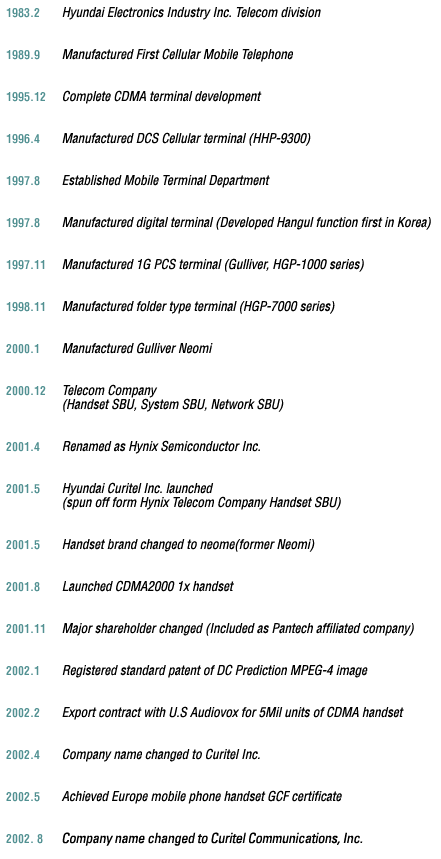 1983.2 Hyundai Electronics Industry Inc. Telecom division
1989.9 Manufactured First Cellular Mobile Telephone
1995.12 Complete CDMA terminal development
1996.4 Manufactured DCS Cellular terminal (HHP-9300)
1997.8 Established Mobile Terminal Department
1997.8 Manufactured digital terminal (Developed Hangul function first in Korea)
1997.11 Manufactured 1G PCS terminal (Gulliver, HGP-1000 series)
1998.11 Manufactured folder type terminal (HGP-7000 series)
2000.1 Manufactured Gulliver Neomi
2000.12 Telecom Company
(Handset SBU, System SBU, Network SBU)
2001.4 Renamed as Hynix Semiconductor Inc.
2001.5 Hyundai Curitel Inc. launched
(spun off form Hynix Telecom Company Handset SBU)
2001.5 Handset brand changed to neome(former Neomi)
2001.8 Launched CDMA2000 1x handset
2001.11 Major shareholder changed (Included as Pantech affiliated company)
2002.1 Registered standard patent of DC Prediction MPEG-4 image
2002.2 Export contract with U.S Audiovox for 5Mil units of CDMA handset
2002.4 Company name changed to Curitel Inc.
2002.5 Achieved Europe mobile phone handset GCF certificate
2002. 8 Company name changed to Curitel Communications, Inc.